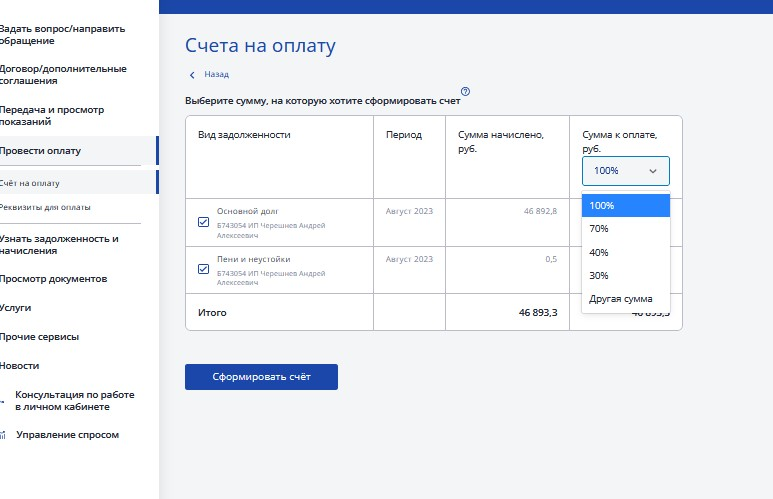 Задать вопрос/направить
обращение
Договор/дополнительные
соглашения
Передача и просмотр
показаний
Провести оплату
Счёт на оплату
Реквизиты для оплаты
Узнать задолженность и
начисления
Просмотр документов
Услуги
Прочие сервисы
Новости
Консультация по работе
в личном кабинете
Управление спросом
Счета на оплату
Назад
Выберите сумму, на которую хотите сформировать счет
Вид задолженности
Период
Сумма начислено,
руб.
Сумма к оплате,
руб.
100%
100%
70%
40%
30%
Другая сумма
Основной долг
Б743054 ИП Черешнев Андрей
Алексеевич
Август 2023
46 892,8
Пени и неустойки
Б743054 ИП Черешнев Андрей
Алексеевич
Август 2023
0,5
Итого
46 893,3
46 893,3
Сформировать счёт